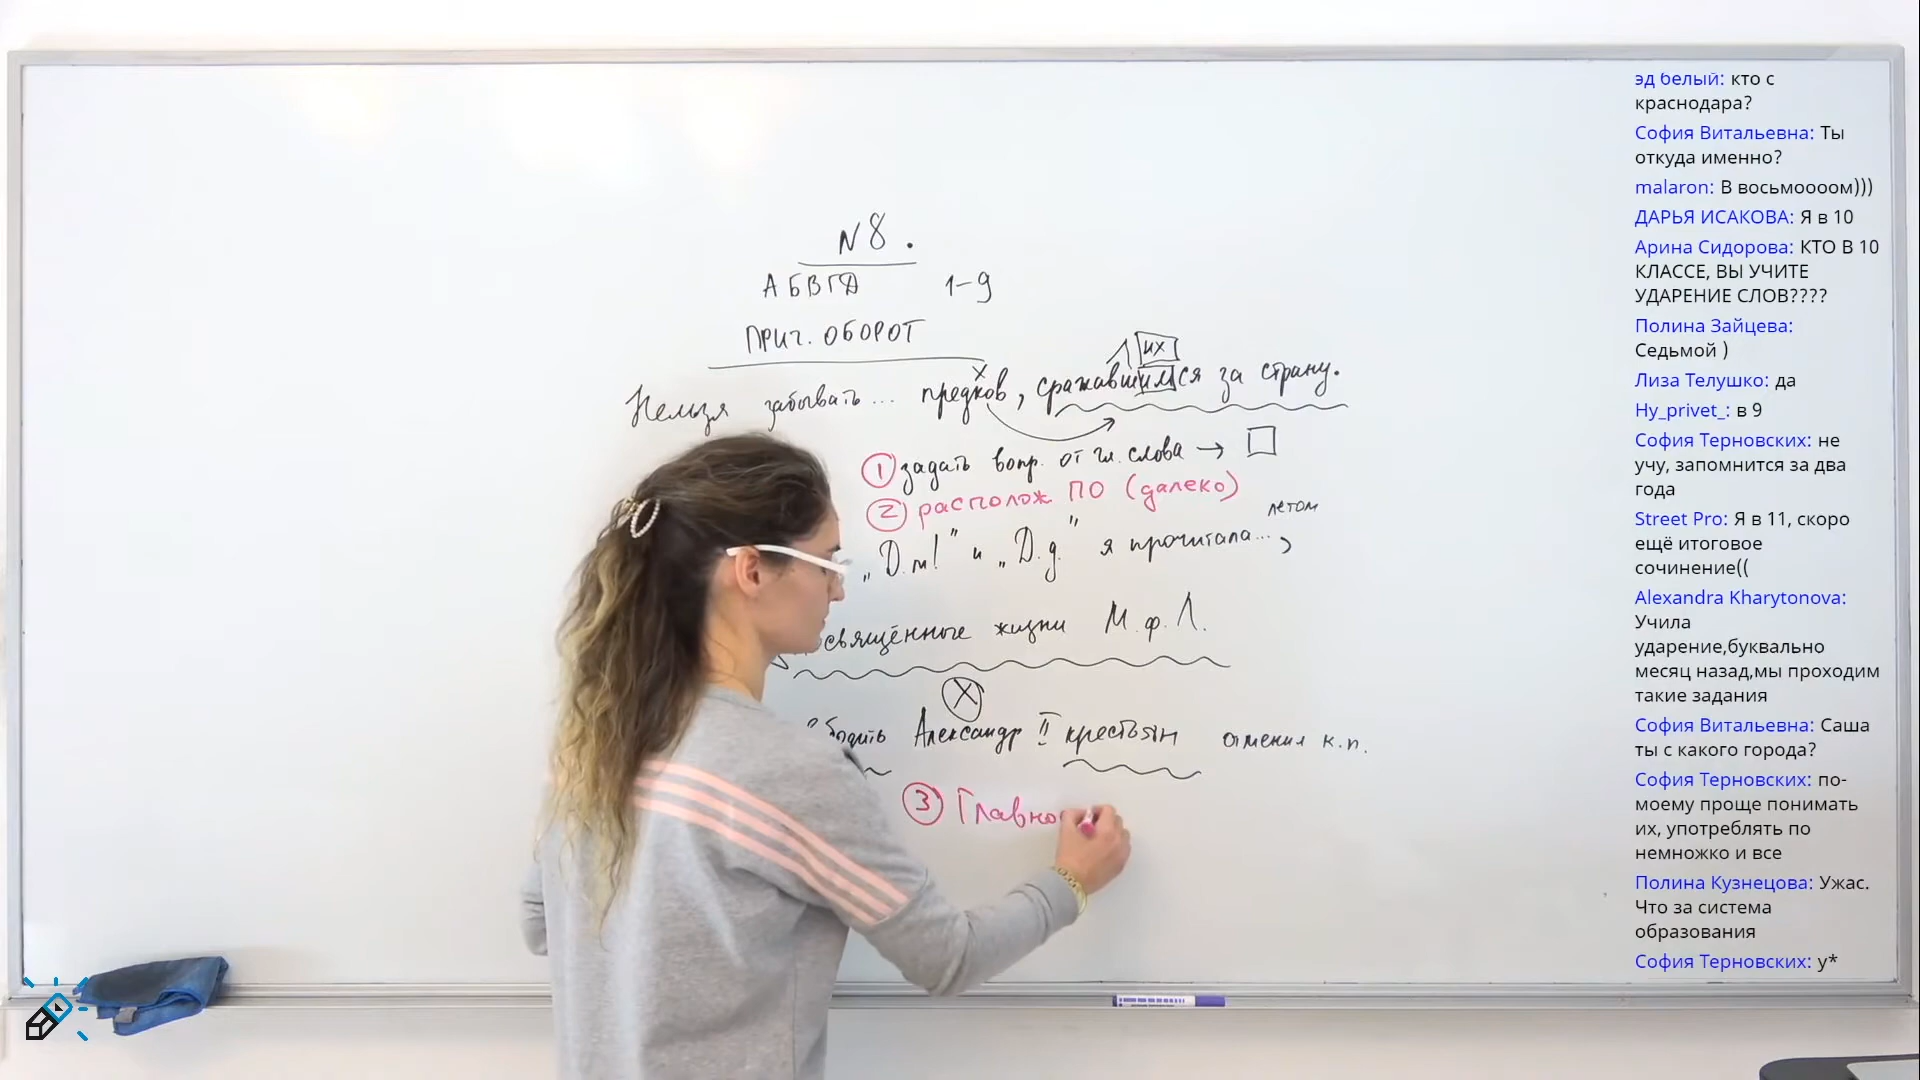 N8.
А Б В Г Д 1–9
ПРИЧ. ОБОРОТ
их
Нельзя забывать... предков, сражавшимся за страну.
1 задать вопр. от гл. слова →
2 располож ПО (далеко)
летом
„Д.т!" и „Д.д." я прочитала...,
освящённые жизни М.Ф.Л.
Александр II крестьян отменил к.п.
3 Главно
эд белый: кто с
краснодара?
София Витальевна: Ты
откуда именно?
malaron: В восьмоооом)))
ДАРЬЯ ИСАКОВА: Я в 10
Арина Сидорова: КТО В 10
КЛАССЕ, ВЫ УЧИТЕ
УДАРЕНИЕ СЛОВ????
Полина Зайцева:
Седьмой )
Лиза Телушко: да
Hy_privet_: в 9
София Терновских: не
учу, запомнится за два
года
Street Pro: Я в 11, скоро
ещё итоговое
сочинение((
Alexandra Kharytonova:
Учила
ударение,буквально
месяц назад,мы проходим
такие задания
София Витальевна: Саша
ты с какого города?
София Терновских: по-
моему проще понимать
их, употреблять по
немножко и все
Полина Кузнецова: Ужас.
Что за система
образования
София Терновских: у*